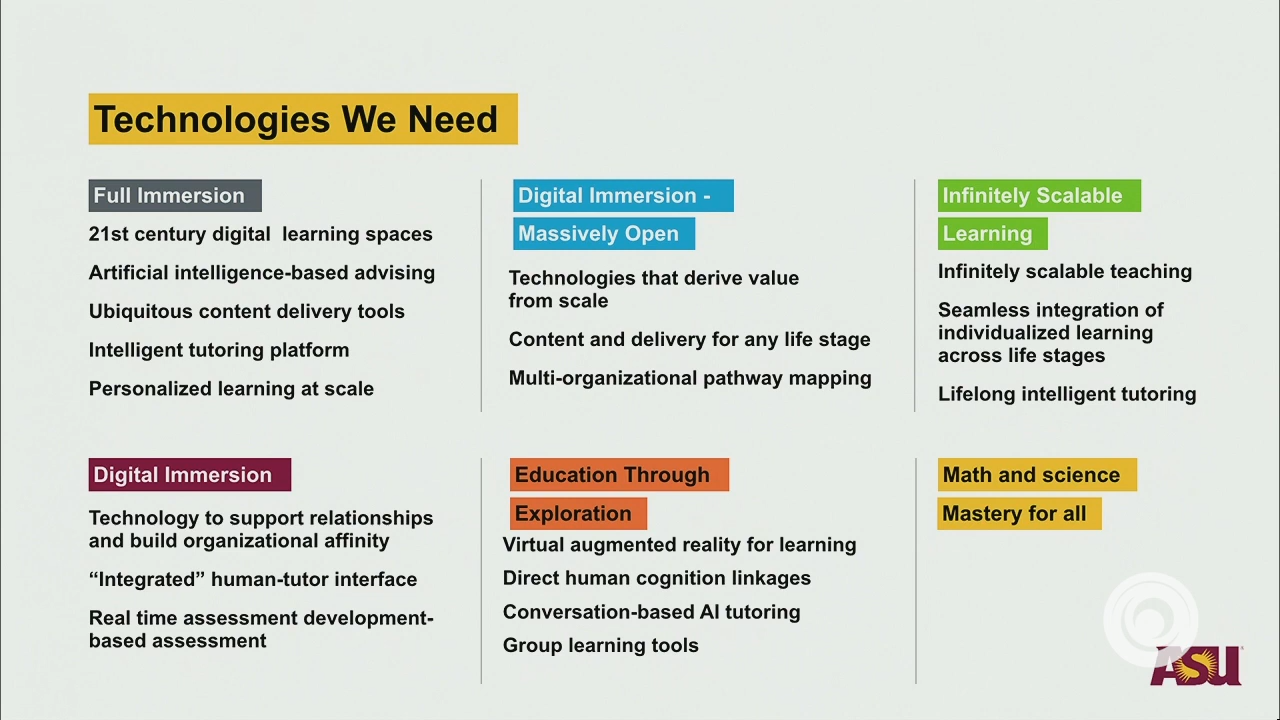 Technologies We Need
Full Immersion
21st century digital  learning spaces
Artificial intelligence-based advising
Ubiquitous content delivery tools
Intelligent tutoring platform
Personalized learning at scale
Digital Immersion -
Massively Open
Technologies that derive value
from scale
Content and delivery for any life stage
Multi-organizational pathway mapping
Infinitely Scalable
Learning
Infinitely scalable teaching
Seamless integration of
individualized learning
across life stages
Lifelong intelligent tutoring
Digital Immersion
Technology to support relationships
and build organizational affinity
“Integrated” human-tutor interface
Real time assessment development-
based assessment
Education Through
Exploration
Virtual augmented reality for learning
Direct human cognition linkages
Conversation-based AI tutoring
Group learning tools
Math and science
Mastery for all
ASU